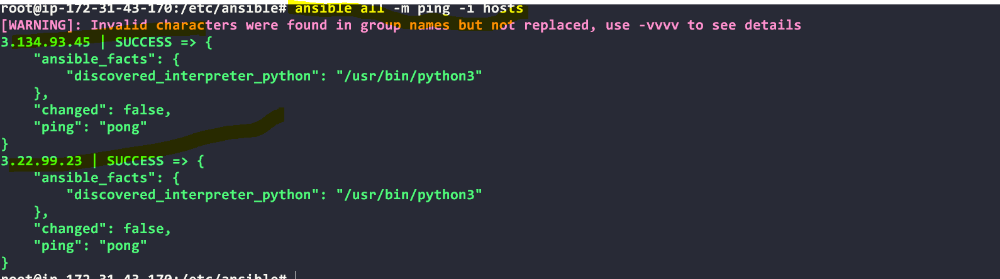 root@ip-172-31-43-170:/etc/ansible# ansible all -m ping -i hosts
[WARNING]: Invalid characters were found in group names but not replaced, use -vvvv to see details
3.134.93.45 | SUCCESS => {
    "ansible_facts": {
        "discovered_interpreter_python": "/usr/bin/python3"
    },
    "changed": false,
    "ping": "pong"
}
3.22.99.23 | SUCCESS => {
    "ansible_facts": {
        "discovered_interpreter_python": "/usr/bin/python3"
    },
    "changed": false,
    "ping": "pong"
}
root@ip-172-31-43-170:/etc/ansible#